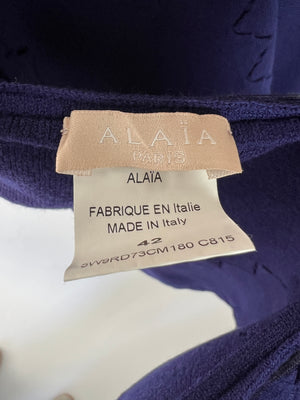 ALAÏA
PARIS
ALAÏA
FABRIQUE EN Italie
MADE IN Italy
42
9W9RD73CM180 C815